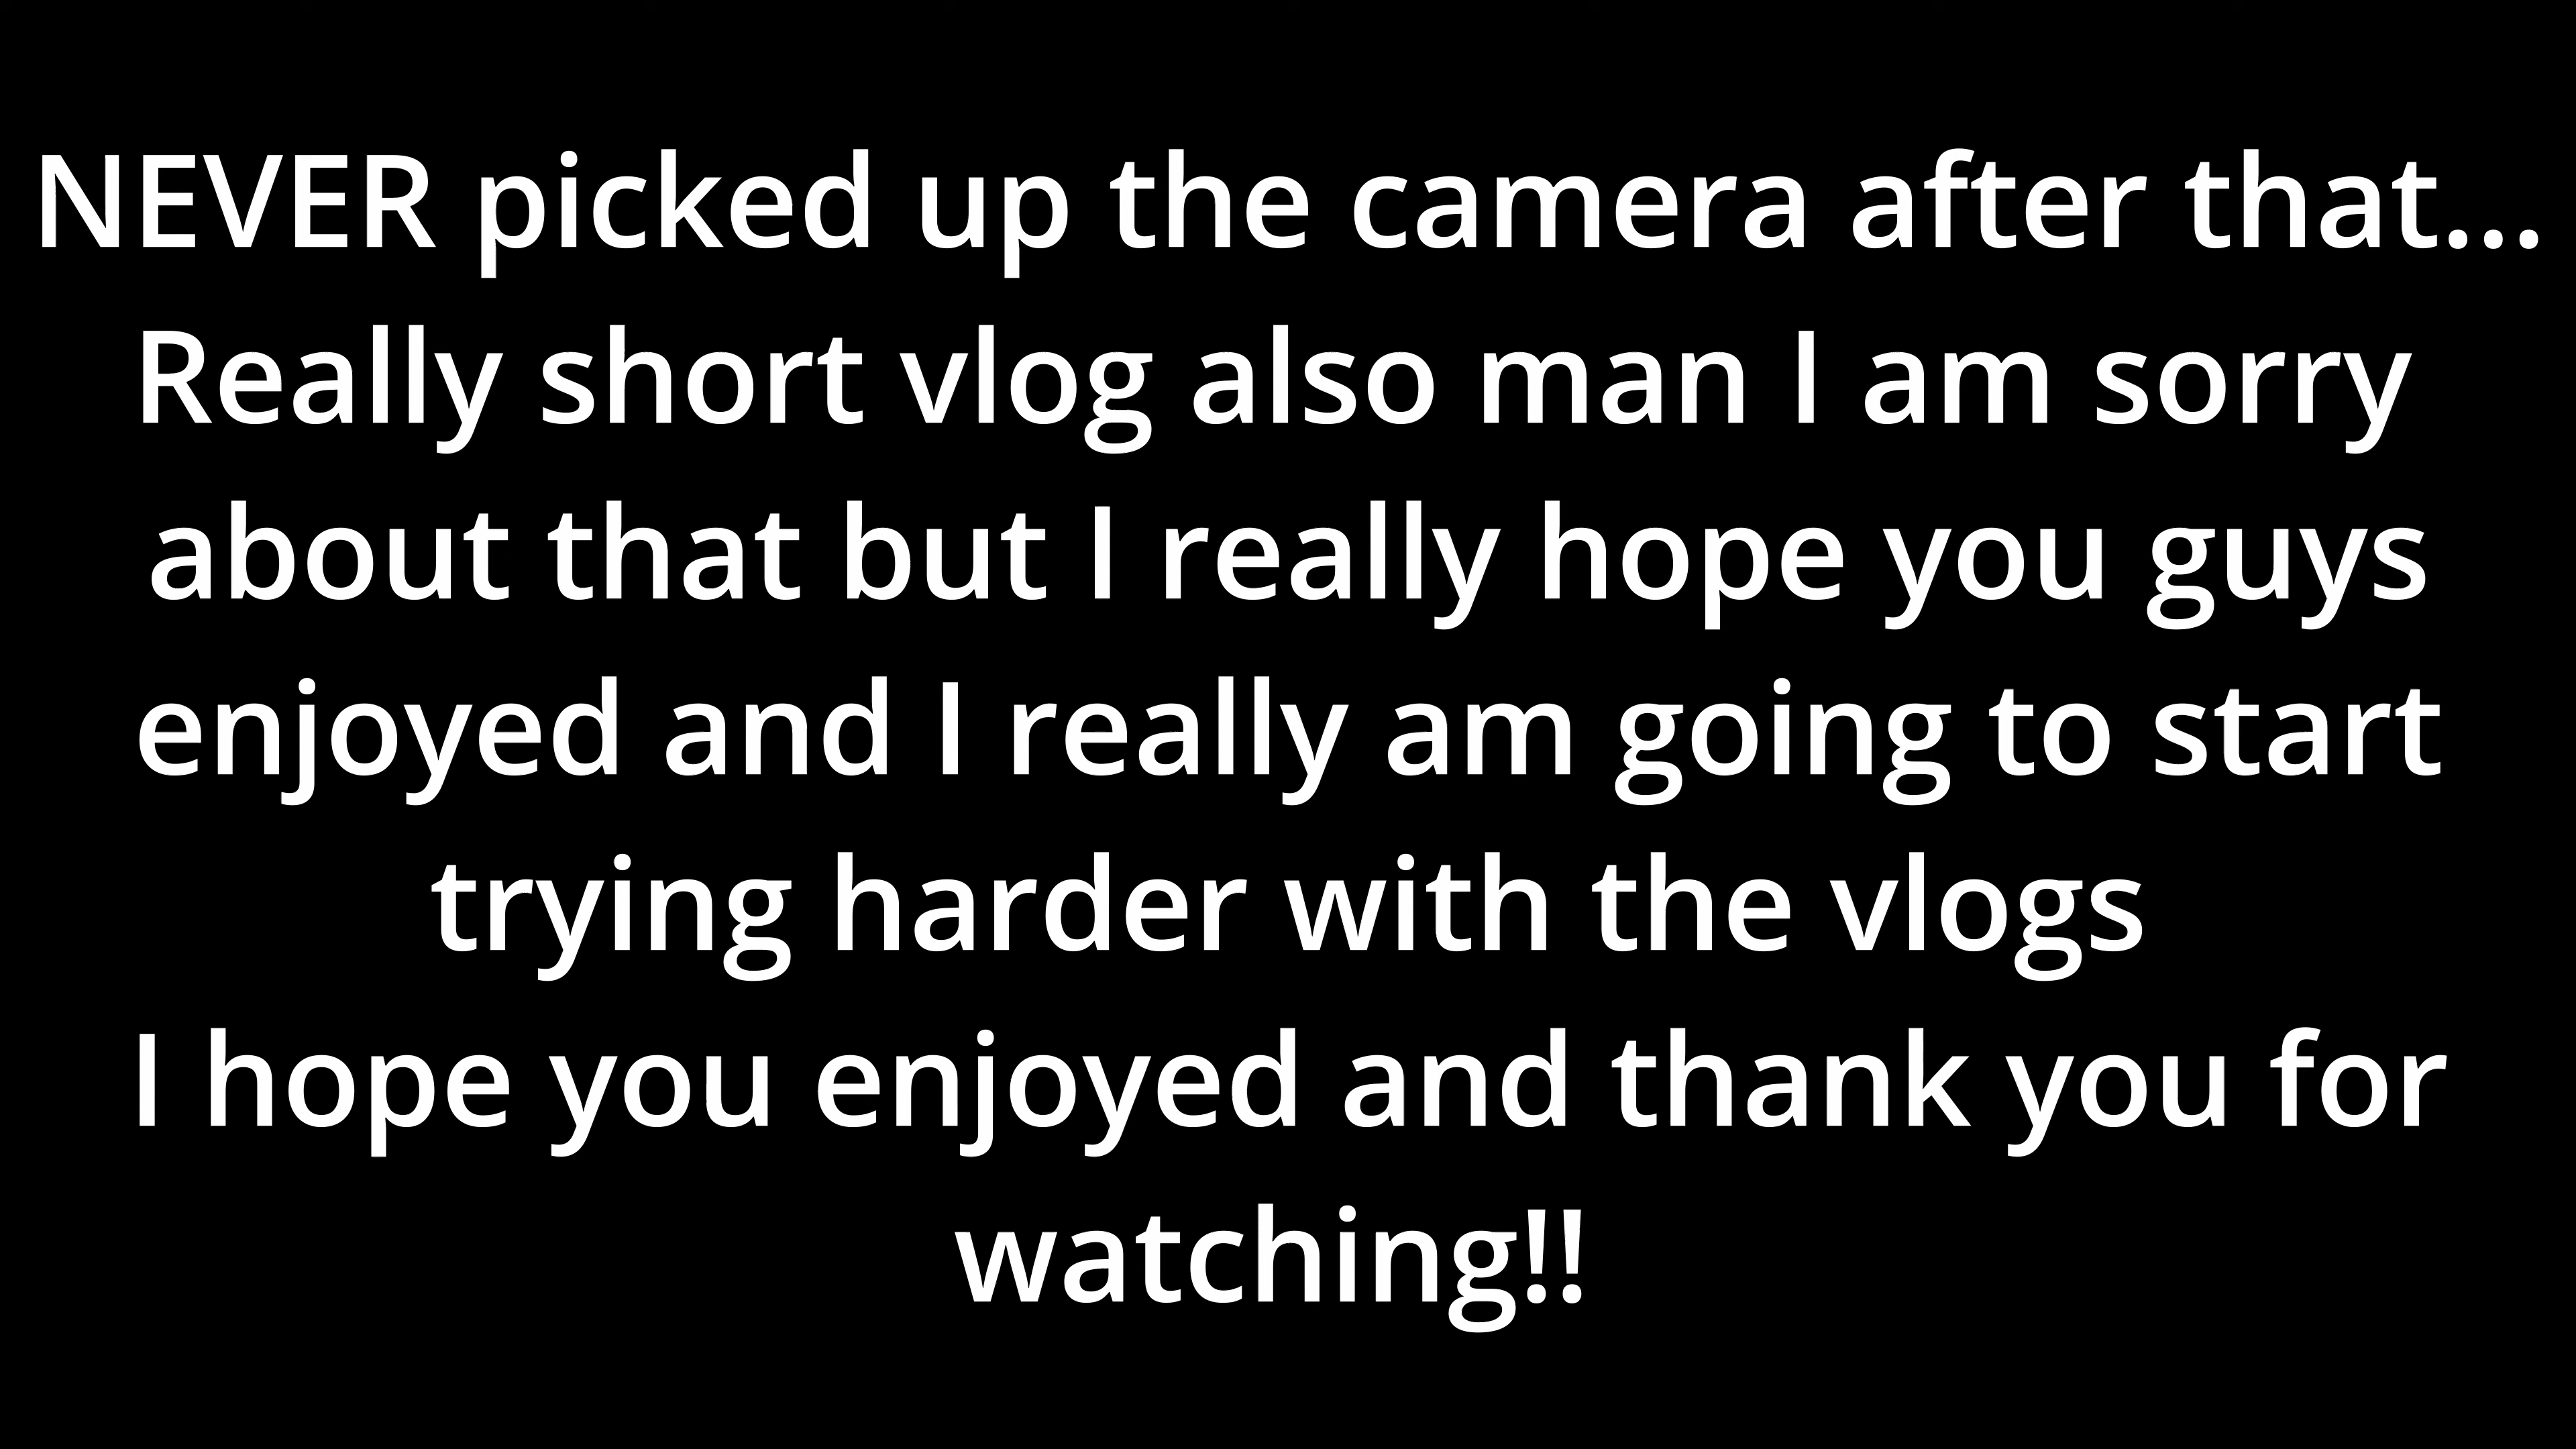 NEVER picked up the camera after that...
Really short vlog also man I am sorry
about that but I really hope you guys
enjoyed and I really am going to start
trying harder with the vlogs
I hope you enjoyed and thank you for
watching!!